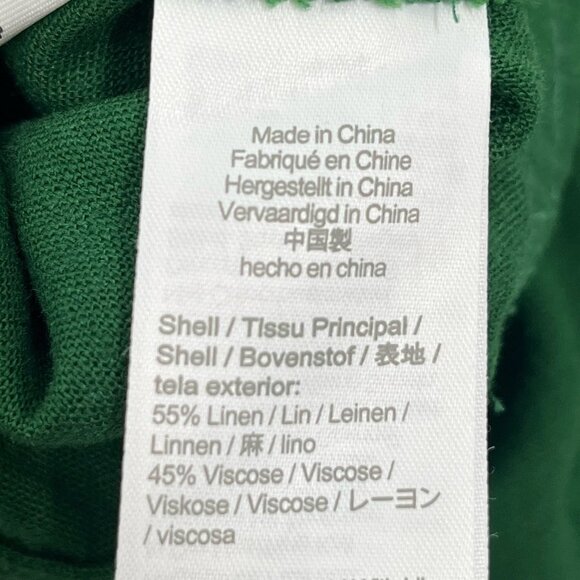 Made in China
Fabriqué en Chine
Hergestellt in China
Vervaardigd in China
中国製
hecho en china
Shell / TIssu Principal /
Shell / Bovenstof / 表地 /
tela exterior:
55% Linen / Lin / Leinen /
Linnen / 麻 / lino
45% Viscose / Viscose /
Viskose / Viscose / レーヨン
/ viscosa